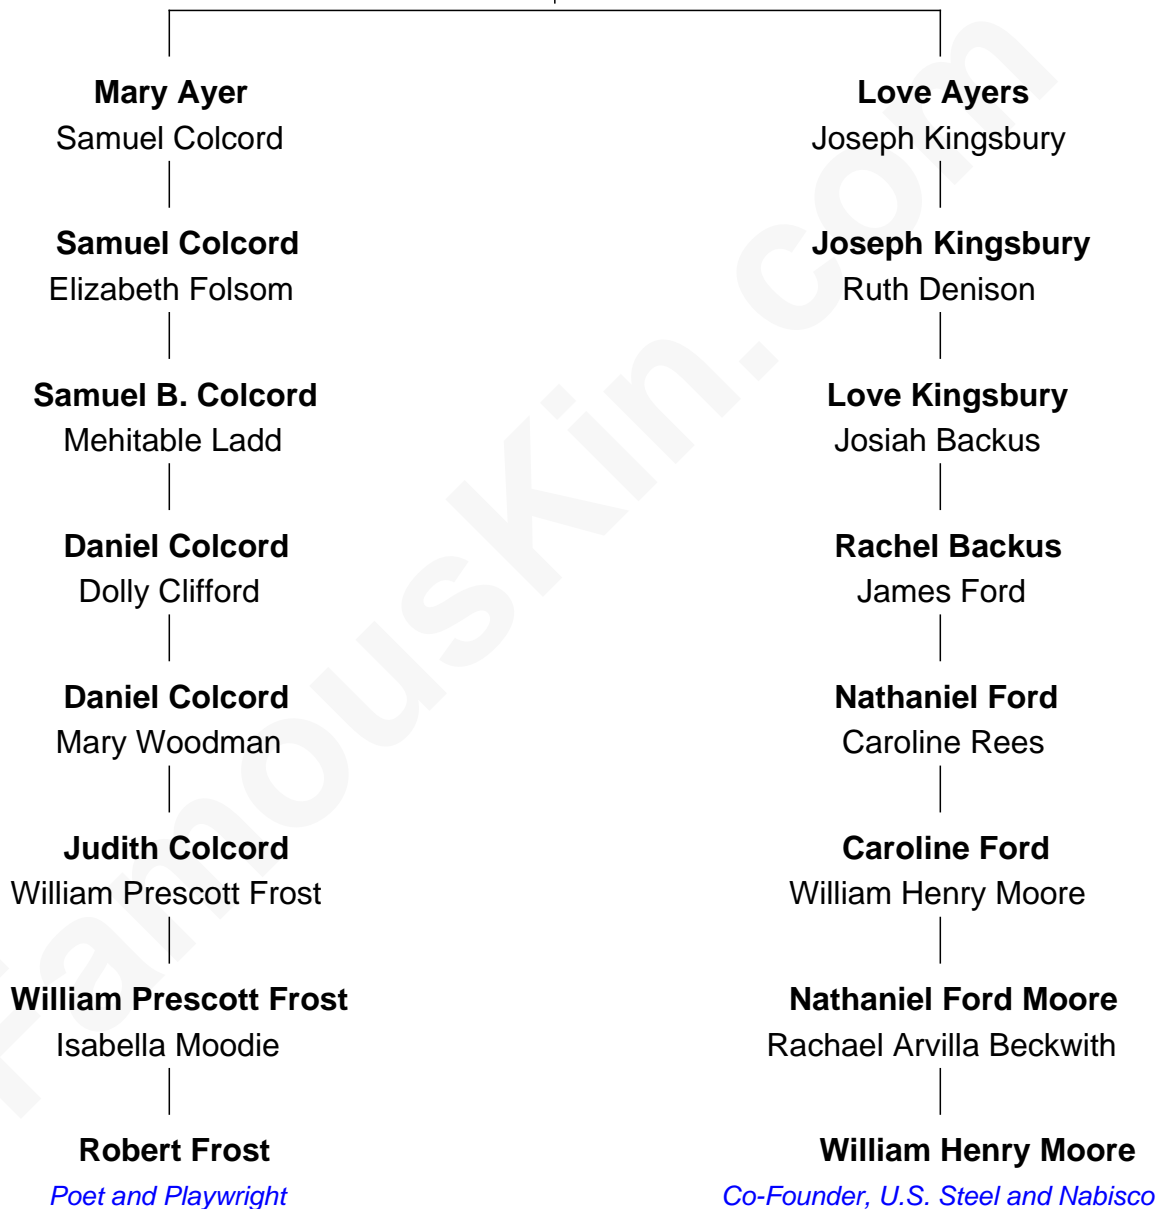 Mary Ayer
Samuel Colcord
Samuel Colcord
Elizabeth Folsom
Samuel B. Colcord
Mehitable Ladd
Daniel Colcord
Dolly Clifford
Daniel Colcord
Mary Woodman
Judith Colcord
William Prescott Frost
William Prescott Frost
Isabella Moodie
Robert Frost
Poet and Playwright
Love Ayers
Joseph Kingsbury
Joseph Kingsbury
Ruth Denison
Love Kingsbury
Josiah Backus
Rachel Backus
James Ford
Nathaniel Ford
Caroline Rees
Caroline Ford
William Henry Moore
Nathaniel Ford Moore
Rachael Arvilla Beckwith
William Henry Moore
Co-Founder, U.S. Steel and Nabisco
FamousKin.com